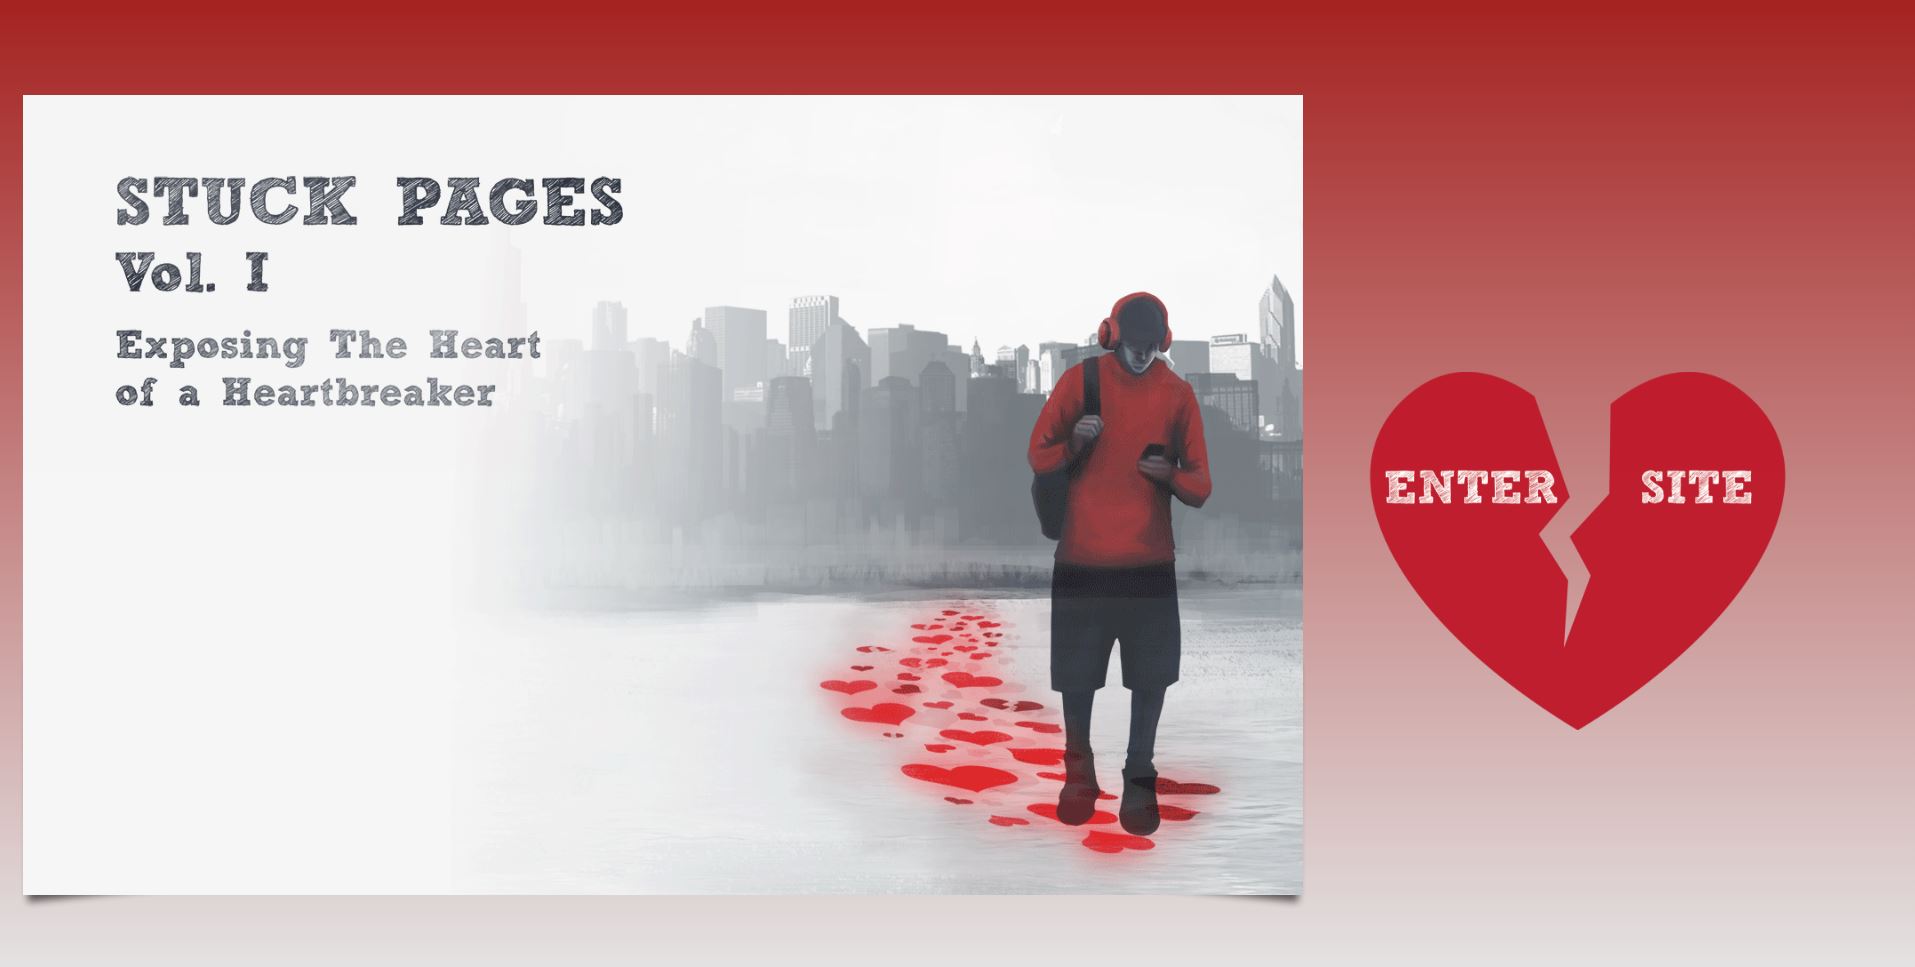 STUCK PAGES
Vol. I
Exposing The Heart
of a Heartbreaker
ENTER SITE